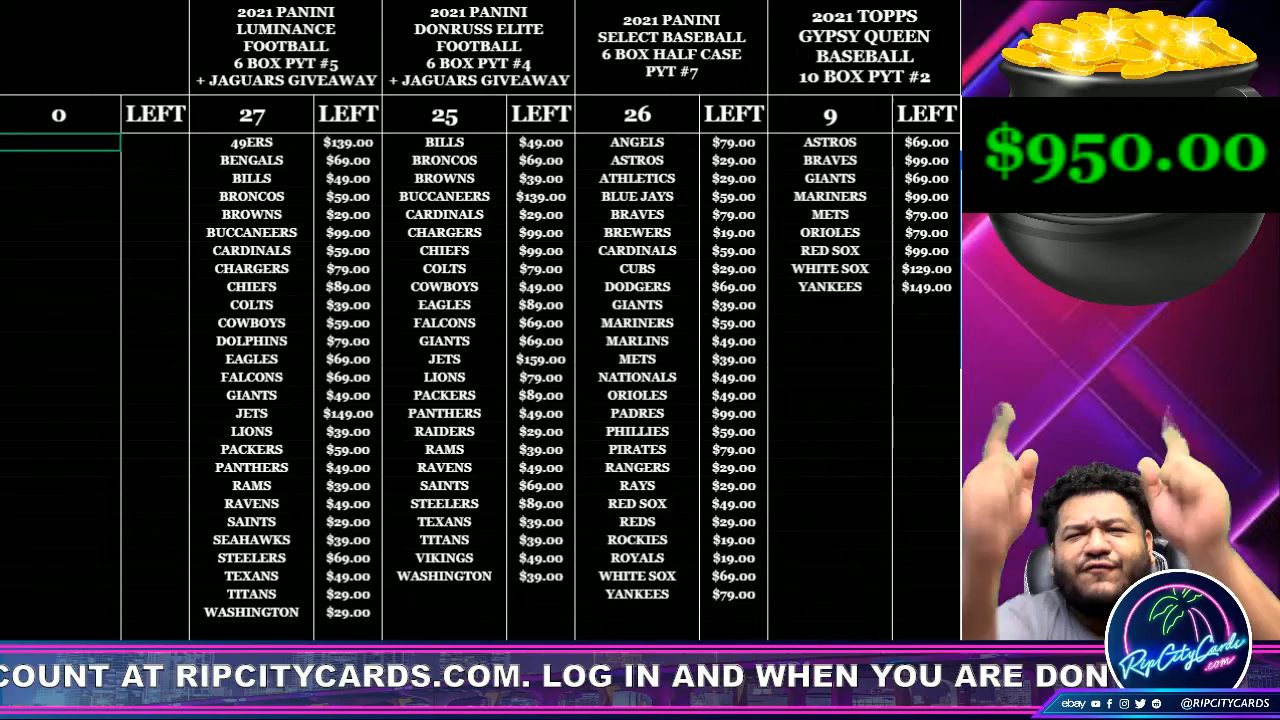 2021 PANINI
LUMINANCE
FOOTBALL
6 BOX PYT #5
+ JAGUARS GIVEAWAY
2021 PANINI
DONRUSS ELITE
FOOTBALL
6 BOX PYT #4
+ JAGUARS GIVEAWAY
2021 PANINI
SELECT BASEBALL
6 BOX HALF CASE
PYT #7
2021 TOPPS
GYPSY QUEEN
BASEBALL
10 BOX PYT #2
0 LEFT 27 LEFT 25 LEFT 26 LEFT 9 LEFT
49ERS $139.00 BILLS $49.00 ANGELS $79.00 ASTROS $69.00
BENGALS $69.00 BRONCOS $69.00 ASTROS $29.00 BRAVES $99.00
BILLS $49.00 BROWNS $39.00 ATHLETICS $29.00 GIANTS $69.00
BRONCOS $59.00 BUCCANEERS $139.00 BLUE JAYS $59.00 MARINERS $99.00
BROWNS $29.00 CARDINALS $29.00 BRAVES $79.00 METS $79.00
BUCCANEERS $99.00 CHARGERS $99.00 BREWERS $19.00 ORIOLES $79.00
CARDINALS $59.00 CHIEFS $99.00 CARDINALS $59.00 RED SOX $99.00
CHARGERS $79.00 COLTS $79.00 CUBS $29.00 WHITE SOX $129.00
CHIEFS $89.00 COWBOYS $49.00 DODGERS $69.00 YANKEES $149.00
COLTS $39.00 EAGLES $89.00 GIANTS $39.00
COWBOYS $59.00 FALCONS $69.00 MARINERS $59.00
DOLPHINS $79.00 GIANTS $69.00 MARLINS $49.00
EAGLES $69.00 JETS $159.00 METS $39.00
FALCONS $69.00 LIONS $79.00 NATIONALS $49.00
GIANTS $49.00 PACKERS $89.00 ORIOLES $49.00
JETS $149.00 PANTHERS $49.00 PADRES $99.00
LIONS $39.00 RAIDERS $29.00 PHILLIES $59.00
PACKERS $59.00 RAMS $39.00 PIRATES $79.00
PANTHERS $49.00 RAVENS $49.00 RANGERS $29.00
RAMS $39.00 SAINTS $69.00 RAYS $29.00
RAVENS $49.00 STEELERS $89.00 RED SOX $49.00
SAINTS $29.00 TEXANS $39.00 REDS $29.00
SEAHAWKS $39.00 TITANS $39.00 ROCKIES $19.00
STEELERS $69.00 VIKINGS $49.00 ROYALS $19.00
TEXANS $49.00 WASHINGTON $39.00 WHITE SOX $69.00
TITANS $29.00 YANKEES $79.00
WASHINGTON $29.00
$950.00
COUNT AT RIPCITYCARDS.COM. LOG IN AND WHEN YOU ARE DON
RipCityCards
.com
ebay @RIPCITYCARDS